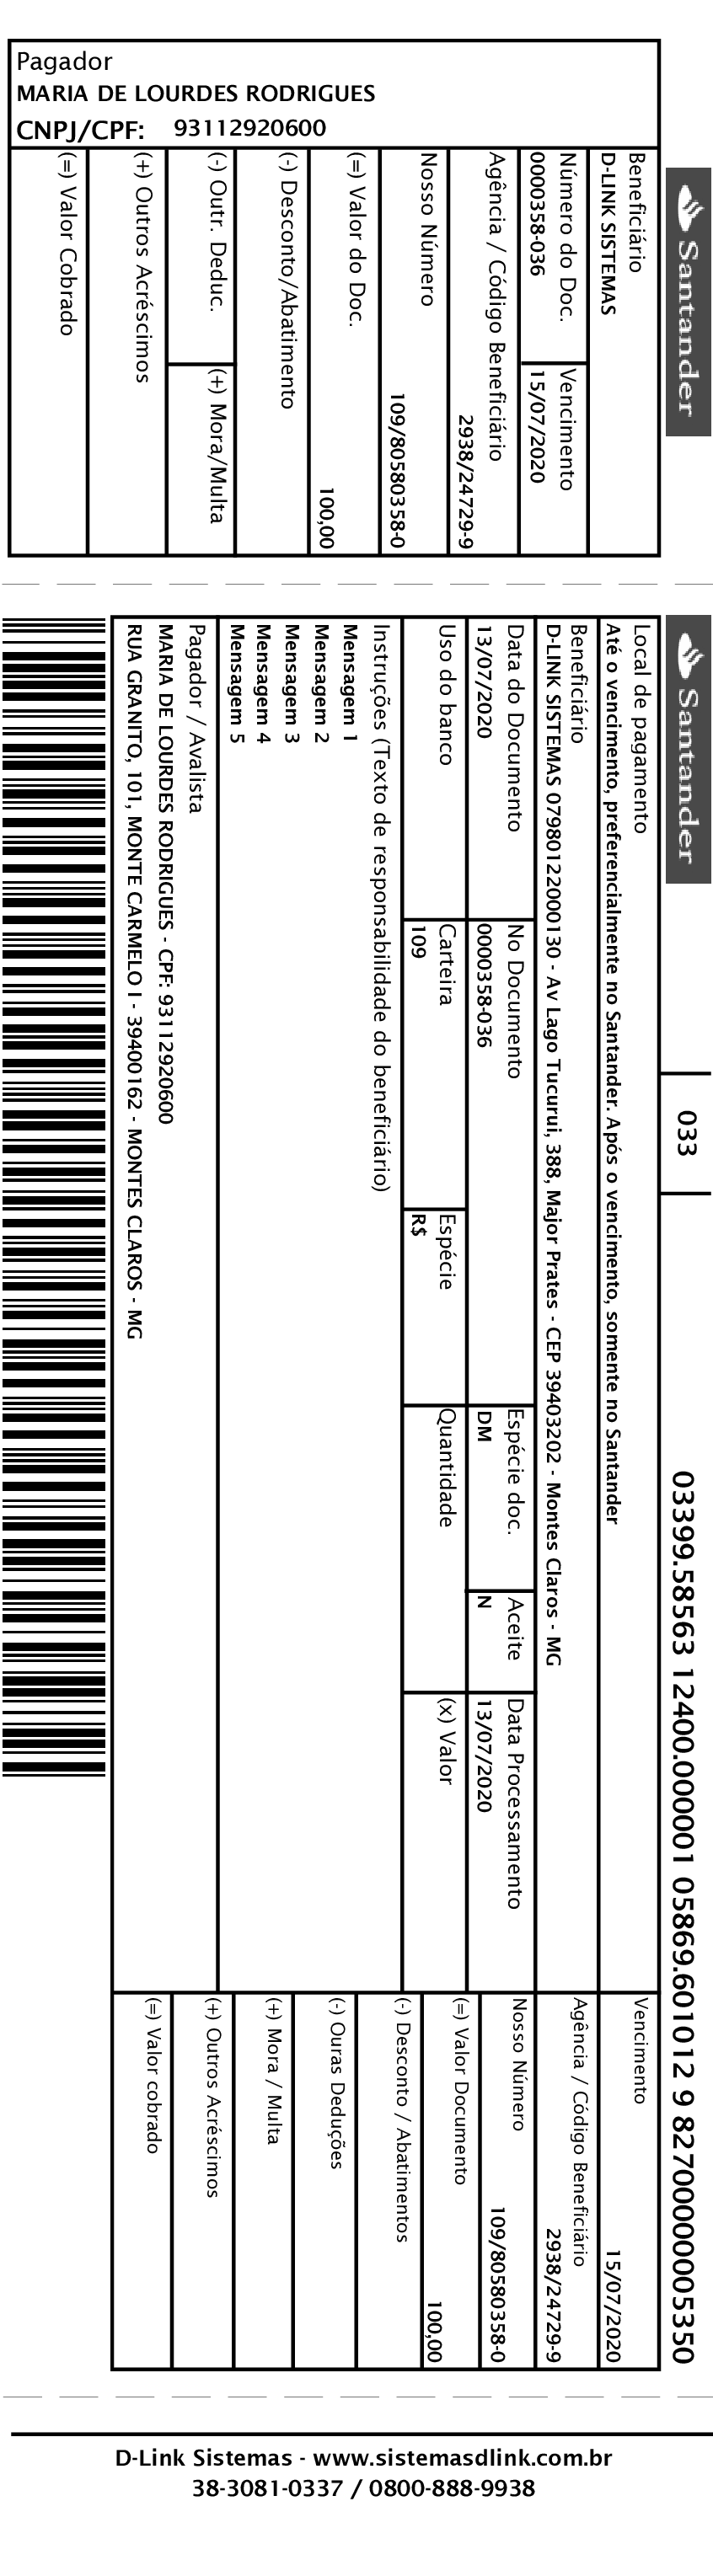 Pagador
MARIA DE LOURDES RODRIGUES
CNPJ/CPF: 93112920600
Santander
Beneficiário
D-LINK SISTEMAS
Número do Doc. Vencimento
0000358-036 15/07/2020
Agência / Código Beneficiário
2938/24729-9
Nosso Número
109/80580358-0
(=) Valor do Doc.
100,00
(-) Desconto/Abatimento
(-) Outr. Deduc. (+) Mora/Multa
(+) Outros Acréscimos
(=) Valor Cobrado
Santander 033 03399.58563 12400.000001 05869.601012 9 82700000005350
Local de pagamento Vencimento
Até o vencimento, preferencialmente no Santander. Após o vencimento, somente no Santander 15/07/2020
Beneficiário Agência / Código Beneficiário
D-LINK SISTEMAS 07980122000130 - Av Lago Tucurui, 388, Major Prates - CEP 39403202 - Montes Claros - MG 2938/24729-9
Data do Documento No Documento Espécie doc. Aceite Data Processamento Nosso Número
13/07/2020 0000358-036 DM N 13/07/2020 109/80580358-0
Uso do banco Carteira Espécie Quantidade (x) Valor (=) Valor Documento
109 R$ 100,00
Instruções (Texto de responsabilidade do beneficiário) (-) Desconto / Abatimentos
Mensagem 1
Mensagem 2 (-) Ouras Deduções
Mensagem 3
Mensagem 4 (+) Mora / Multa
Mensagem 5
Pagador / Avalista (+) Outros Acréscimos
MARIA DE LOURDES RODRIGUES - CPF: 93112920600 (=) Valor cobrado
RUA GRANITO, 101, MONTE CARMELO I - 39400162 - MONTES CLAROS - MG
D-Link Sistemas - www.sistemasdlink.com.br
38-3081-0337 / 0800-888-9938